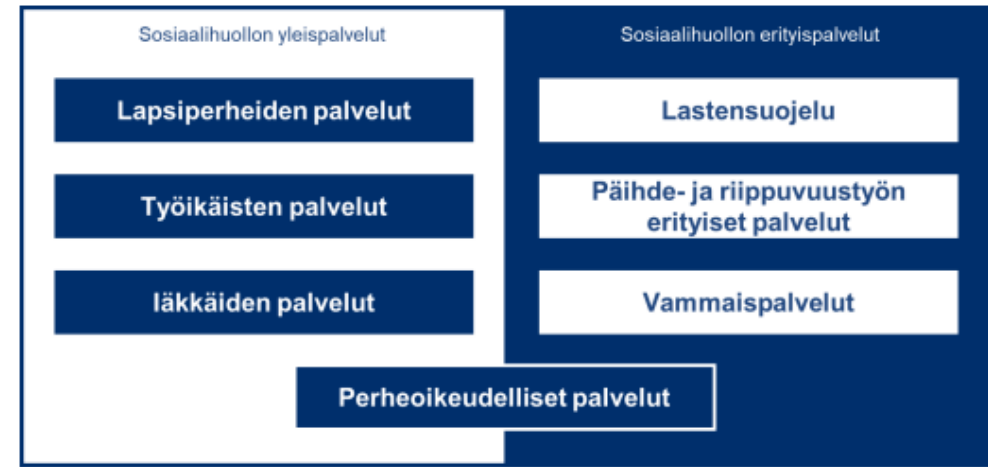 Sosiaalihuollon yleispalvelut
Lapsiperheiden palvelut
Työikäisten palvelut
Iäkkäiden palvelut
Sosiaalihuollon erityispalvelut
Lastensuojelu
Päihde- ja riippuvuustyön
erityiset palvelut
Vammaispalvelut
Perheoikeudelliset palvelut